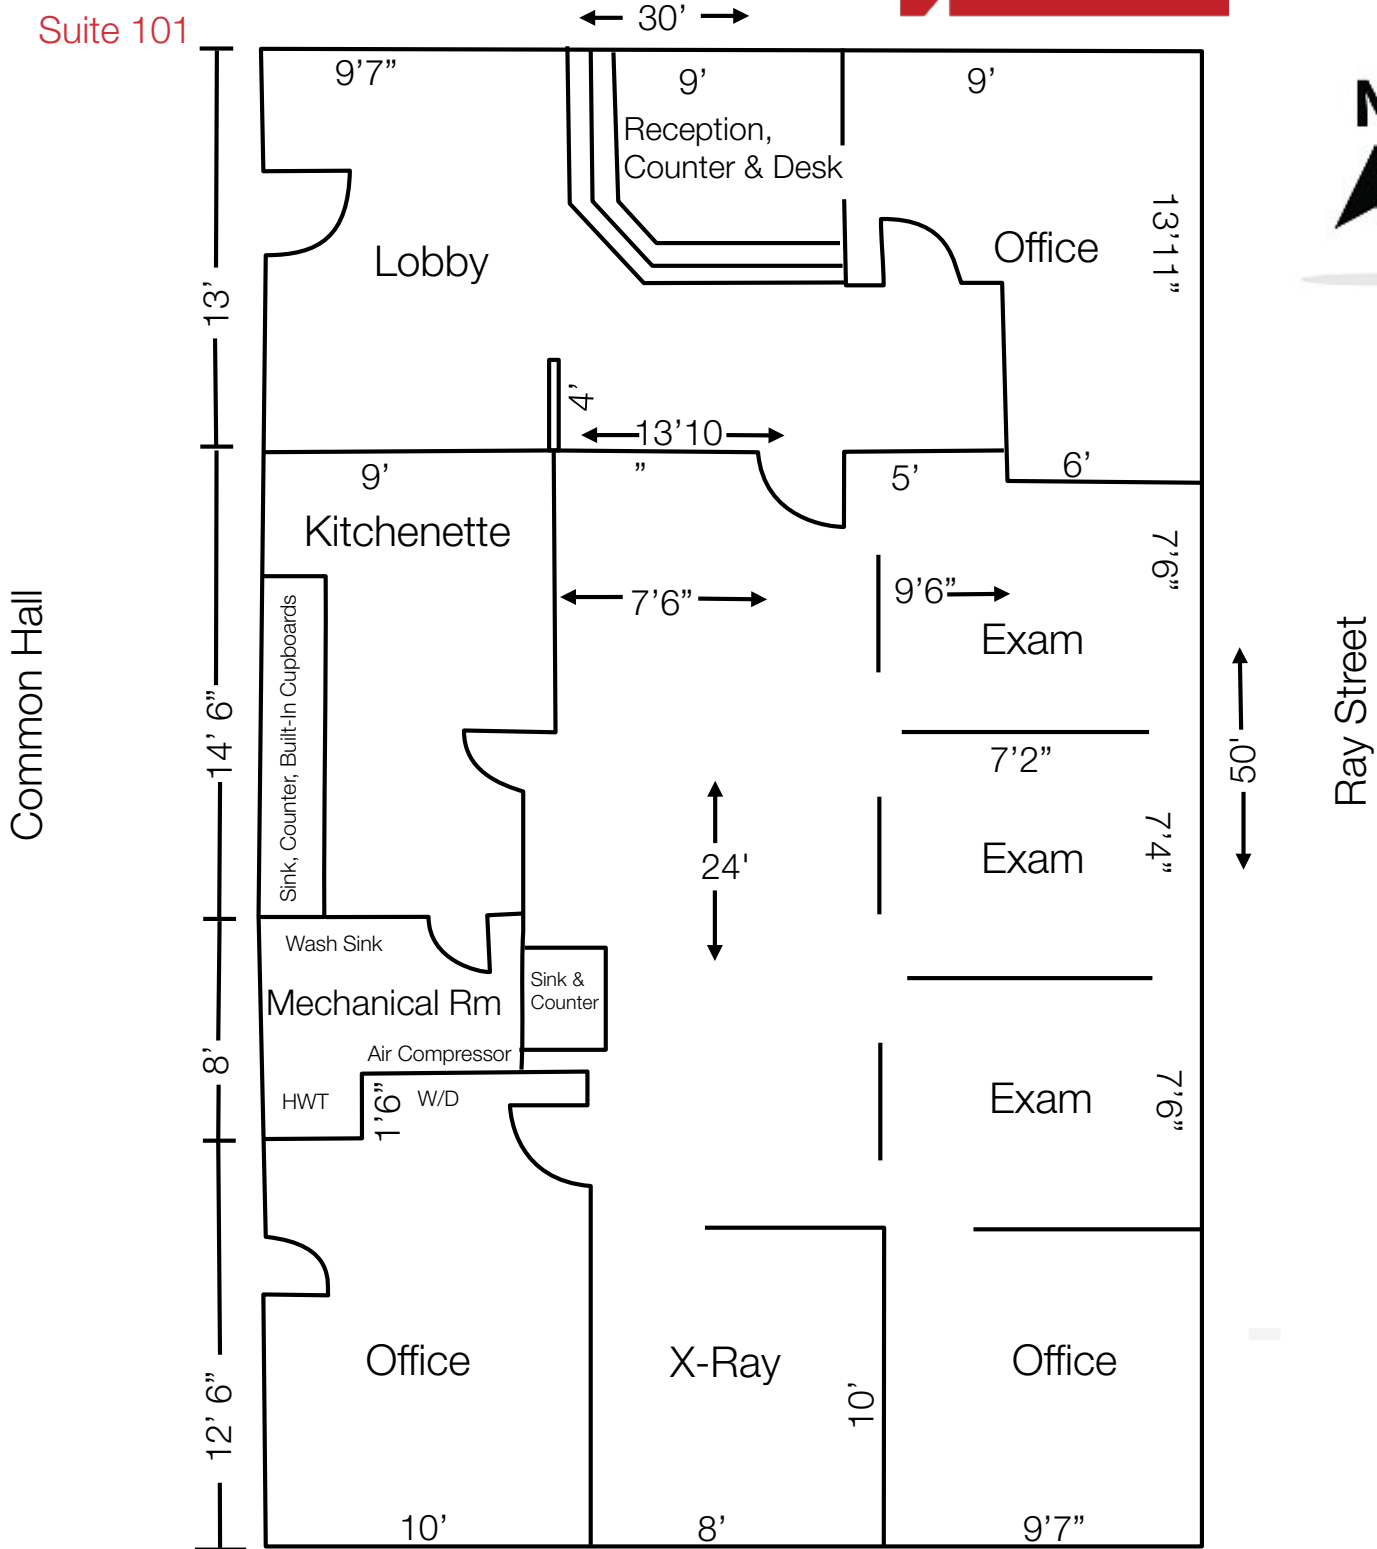 Suite 101
30’
9’7”
9’
9’
Reception,
Counter & Desk
13’11”
Office
Lobby
13’
4’
13’10
”
9’
5’
6’
Kitchenette
7’6”
7’6”
9’6”
Exam
Sink, Counter, Built-In Cupboards
Common Hall
14’ 6”
Ray Street
50'
7’2”
7’4”
Exam
24'
Wash Sink
Sink &
Counter
Mechanical Rm
Air Compressor
8’
HWT
1’6”
W/D
Exam
7’6”
Office
X-Ray
Office
10’
12’ 6”
10’
8’
9’7”